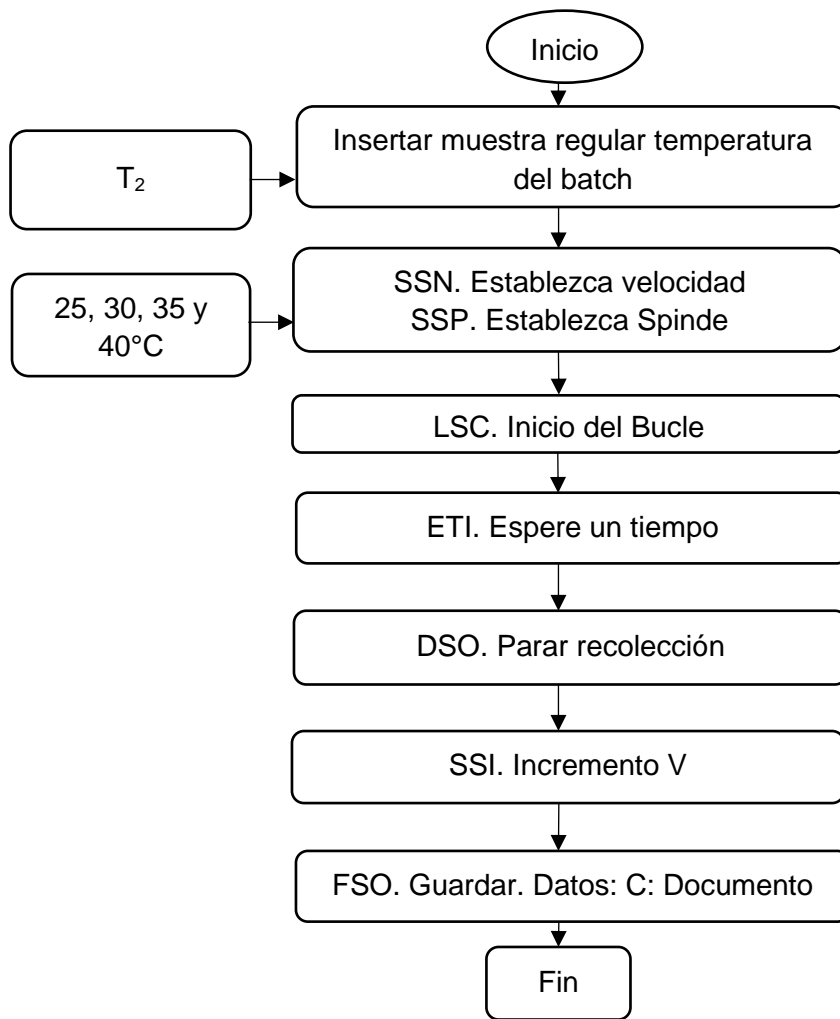 Inicio
Insertar muestra regular temperatura
del batch
T₂
SSN. Establezca velocidad
SSP. Establezca Spinde
25, 30, 35 y
40°C
LSC. Inicio del Bucle
ETI. Espere un tiempo
DSO. Parar recolección
SSI. Incremento V
FSO. Guardar. Datos: C: Documento
Fin